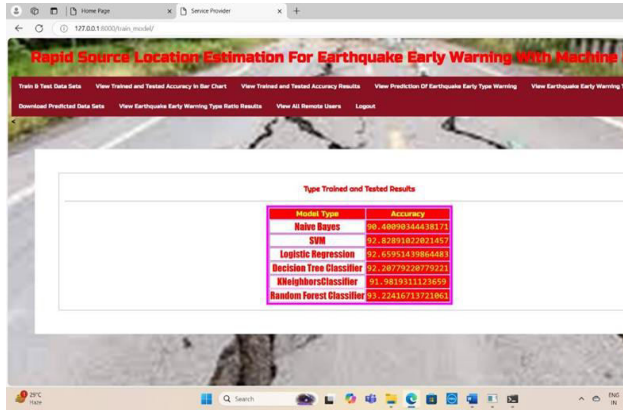 Home Page
Service Provider
127.0.0.1:8000/train_model/
Rapid Source Location Estimation For Earthquake Early Warning With Machine
Train & Test Data Sets View Trained and Tested Accuracy in Bar Chart View Trained and Tested Accuracy Results View Prediction Of Earthquake Early Type Warning View Earthquake Early Warning
Download Predicted Data Sets View Earthquake Early Warning Type Ratio Results View All Remote Users Logout
Type Trained and Tested Results
Model Type Accuracy
Naive Bayes 90.40090344438171
SVM 92.82891022021457
Logistic Regression 92.65951439864483
Decision Tree Classifier 92.20779220779221
KNeighborsClassifier 91.9819311123659
Random Forest Classifier 93.22416713721061
29°C
Haze
Search
ENG
IN